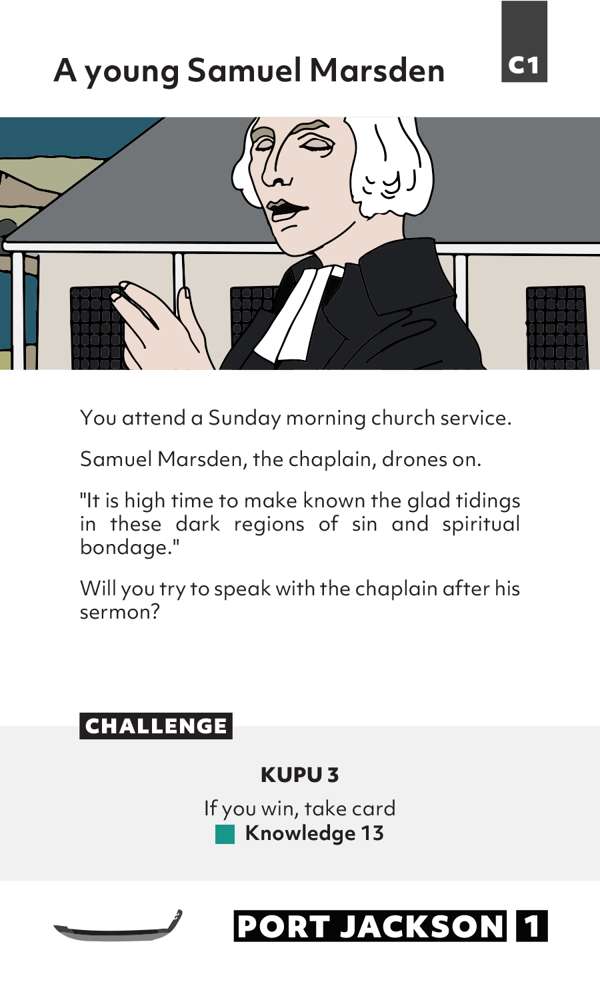 A young Samuel Marsden
C1
You attend a Sunday morning church service.
Samuel Marsden, the chaplain, drones on.
"It is high time to make known the glad tidings
in these dark regions of sin and spiritual
bondage."
Will you try to speak with the chaplain after his
sermon?
CHALLENGE
KUPU 3
If you win, take card
Knowledge 13
PORT JACKSON 1